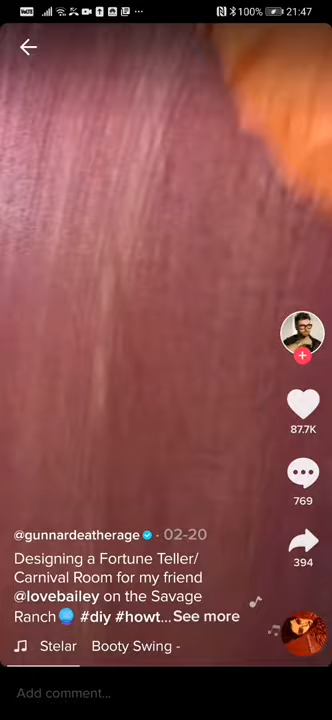 100% 21:47
87.7K
769
394
@gunnardeatherage · 02-20
Designing a Fortune Teller/
Carnival Room for my friend
@lovebailey on the Savage
Ranch🔮 #diy #howt...See more
Stelar Booty Swing -
Add comment...